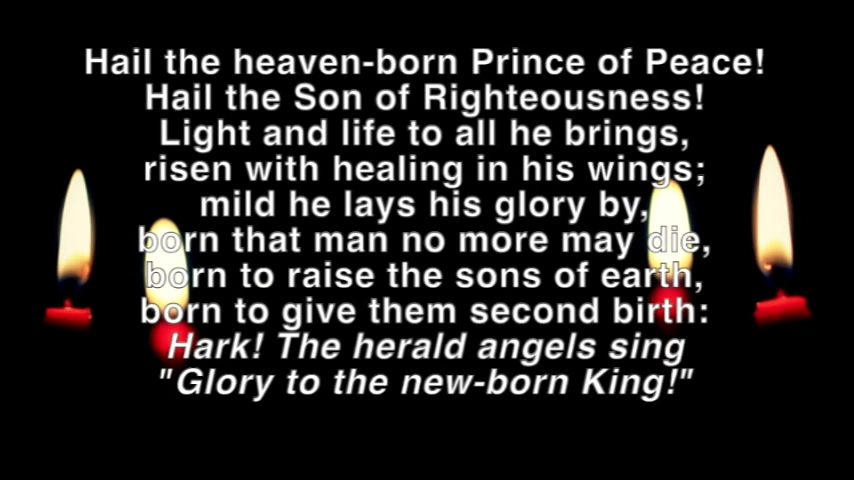 Hail the heaven-born Prince of Peace!
Hail the Son of Righteousness!
Light and life to all he brings,
risen with healing in his wings;
mild he lays his glory by,
born that man no more may die,
born to raise the sons of earth,
born to give them second birth:
Hark! The herald angels sing
"Glory to the new-born King!"